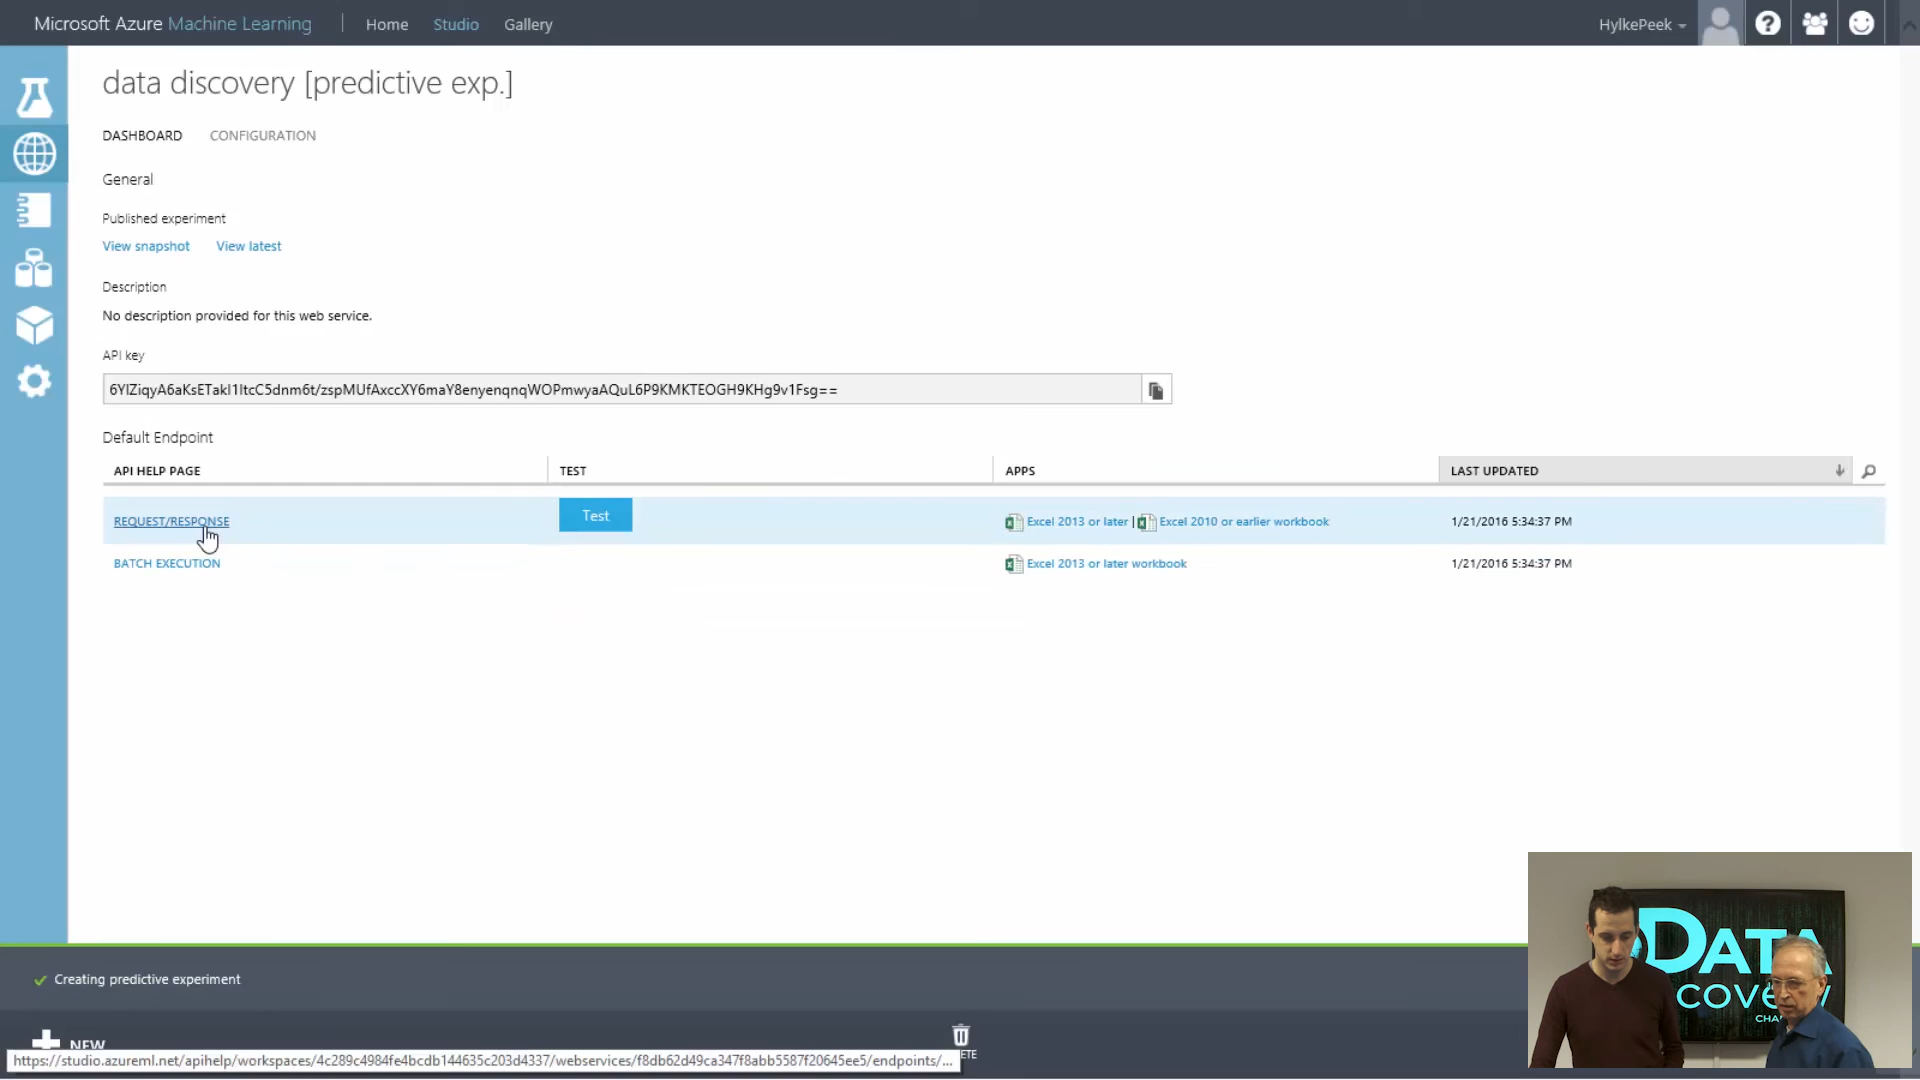 Microsoft Azure Machine Learning | Home Studio Gallery HylkePeek
data discovery [predictive exp.]
DASHBOARD CONFIGURATION
General
Published experiment
View snapshot View latest
Description
No description provided for this web service.
API key
6YIZiqyA6aKsETakI1ItcC5dnm6t/zspMUfAxccXY6maY8enyenqnqWOPmwyaAQuL6P9KMKTEOGH9KHg9v1Fsg==
Default Endpoint
API HELP PAGE TEST APPS LAST UPDATED
REQUEST/RESPONSE Test Excel 2013 or later | Excel 2010 or earlier workbook 1/21/2016 5:34:37 PM
BATCH EXECUTION Excel 2013 or later workbook 1/21/2016 5:34:37 PM
Creating predictive experiment
NEW
https://studio.azureml.net/apihelp/workspaces/4c289c4984fe4bcdb144635c203d4337/webservices/f8db62d49ca347f8abb5587f20645ee5/endpoints/...
DATA